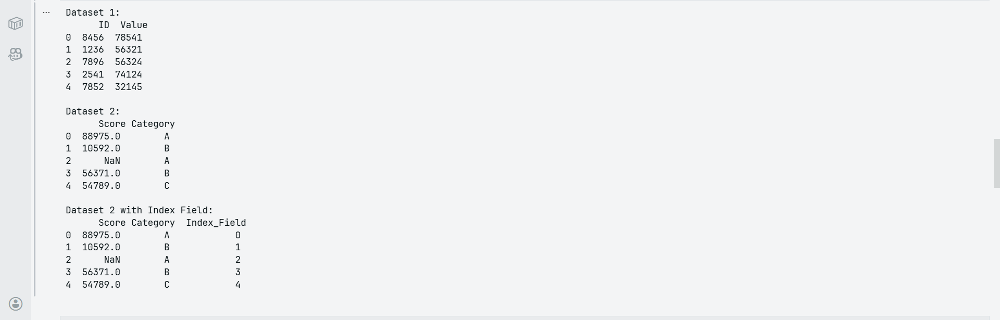 Dataset 1:
      ID  Value
0  8456  78541
1  1236  56321
2  7896  56324
3  2541  74124
4  7852  32145
Dataset 2:
      Score Category
0  88975.0        A
1  10592.0        B
2      NaN        A
3  56371.0        B
4  54789.0        C
Dataset 2 with Index Field:
      Score Category  Index_Field
0  88975.0        A            0
1  10592.0        B            1
2      NaN        A            2
3  56371.0        B            3
4  54789.0        C            4